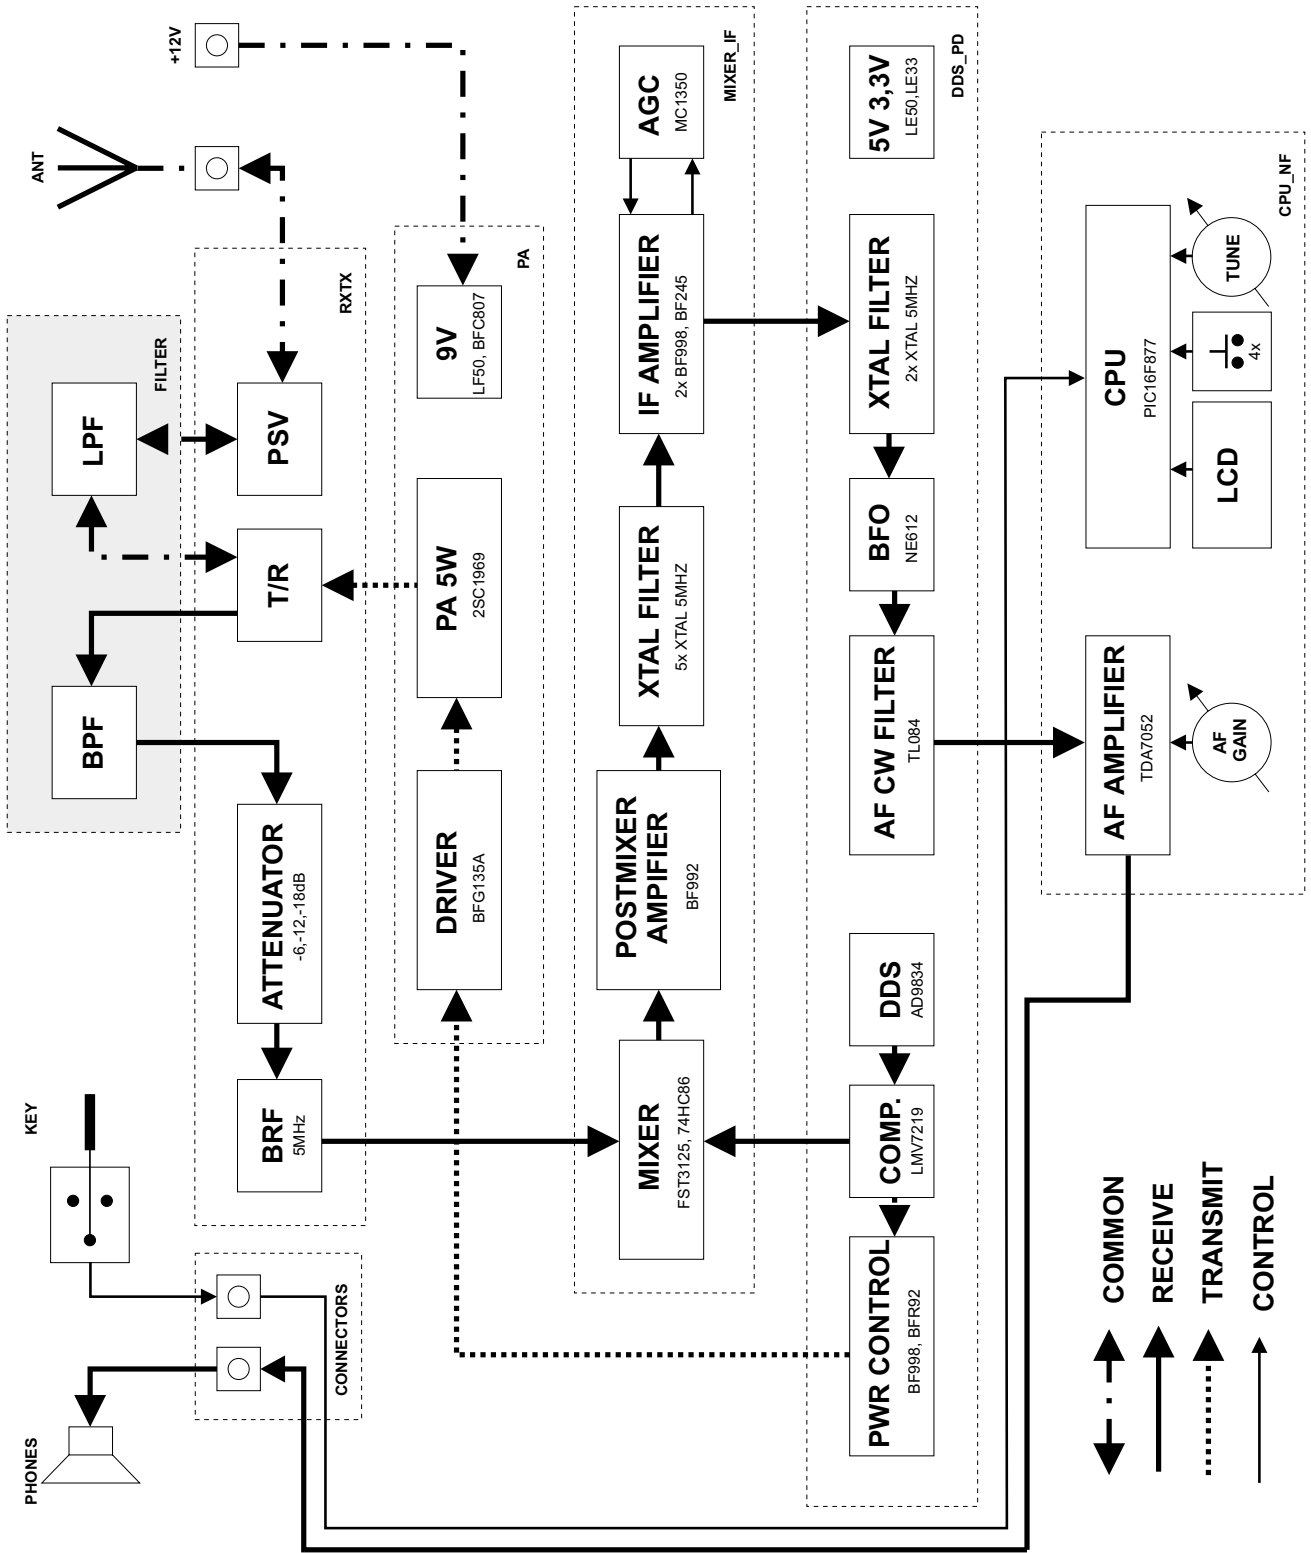 PHONES
KEY
ANT
+12V
CONNECTORS
BRF
5MHz
ATTENUATOR
-6,-12,-18dB
BPF
LPF
FILTER
T/R
PSV
RXTX
DRIVER
BFG135A
PA 5W
2SC1969
9V
LF50, BFC807
PA
MIXER
FST3125, 74HC86
POSTMIXER
AMPIFIER
BF992
XTAL FILTER
5x XTAL 5MHZ
IF AMPLIFIER
2x BF998, BF245
AGC
MC1350
MIXER_IF
PWR CONTROL
BF998, BFR92
COMP.
LMV7219
DDS
AD9834
AF CW FILTER
TL084
BFO
NE612
XTAL FILTER
2x XTAL 5MHZ
5V 3,3V
LE50,LE33
DDS_PD
AF AMPLIFIER
TDA7052
AF
GAIN
CPU
PIC16F877
LCD
4x
TUNE
CPU_NF
COMMON
RECEIVE
TRANSMIT
CONTROL